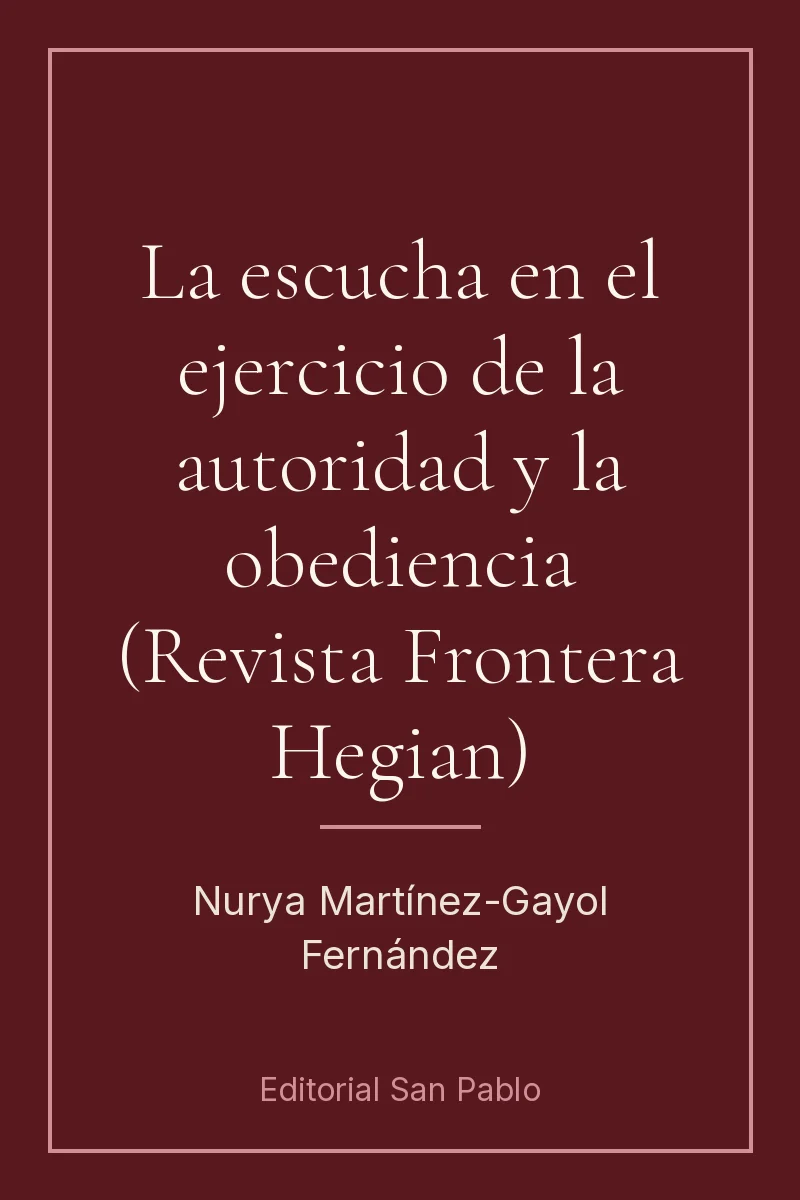 La escucha en el
ejercicio de la
autoridad y la
obediencia
(Revista Frontera
Hegian)
Nurya Martínez-Gayol
Fernández
Editorial San Pablo